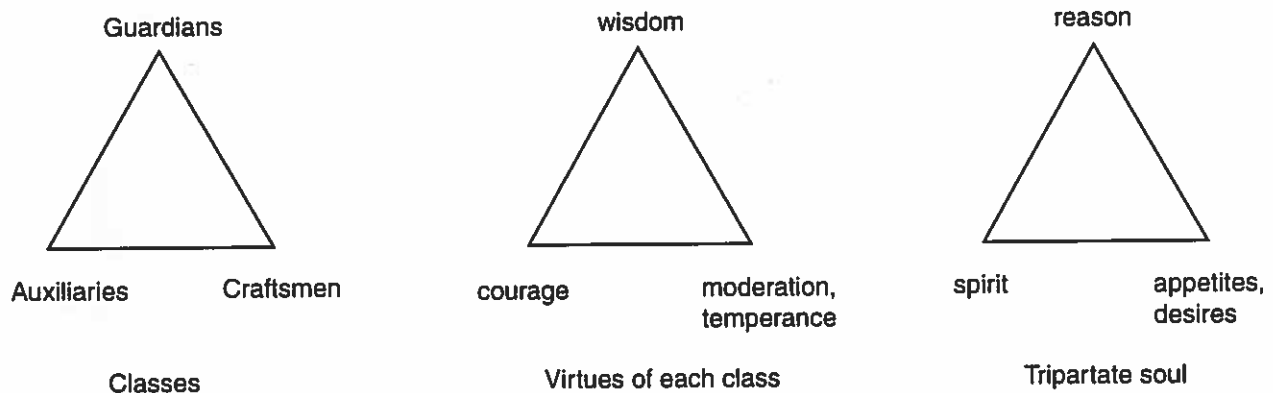 Guardians
wisdom
reason
Auxiliaries
Craftsmen
courage
moderation,
temperance
spirit
appetites,
desires
Classes
Virtues of each class
Tripartate soul